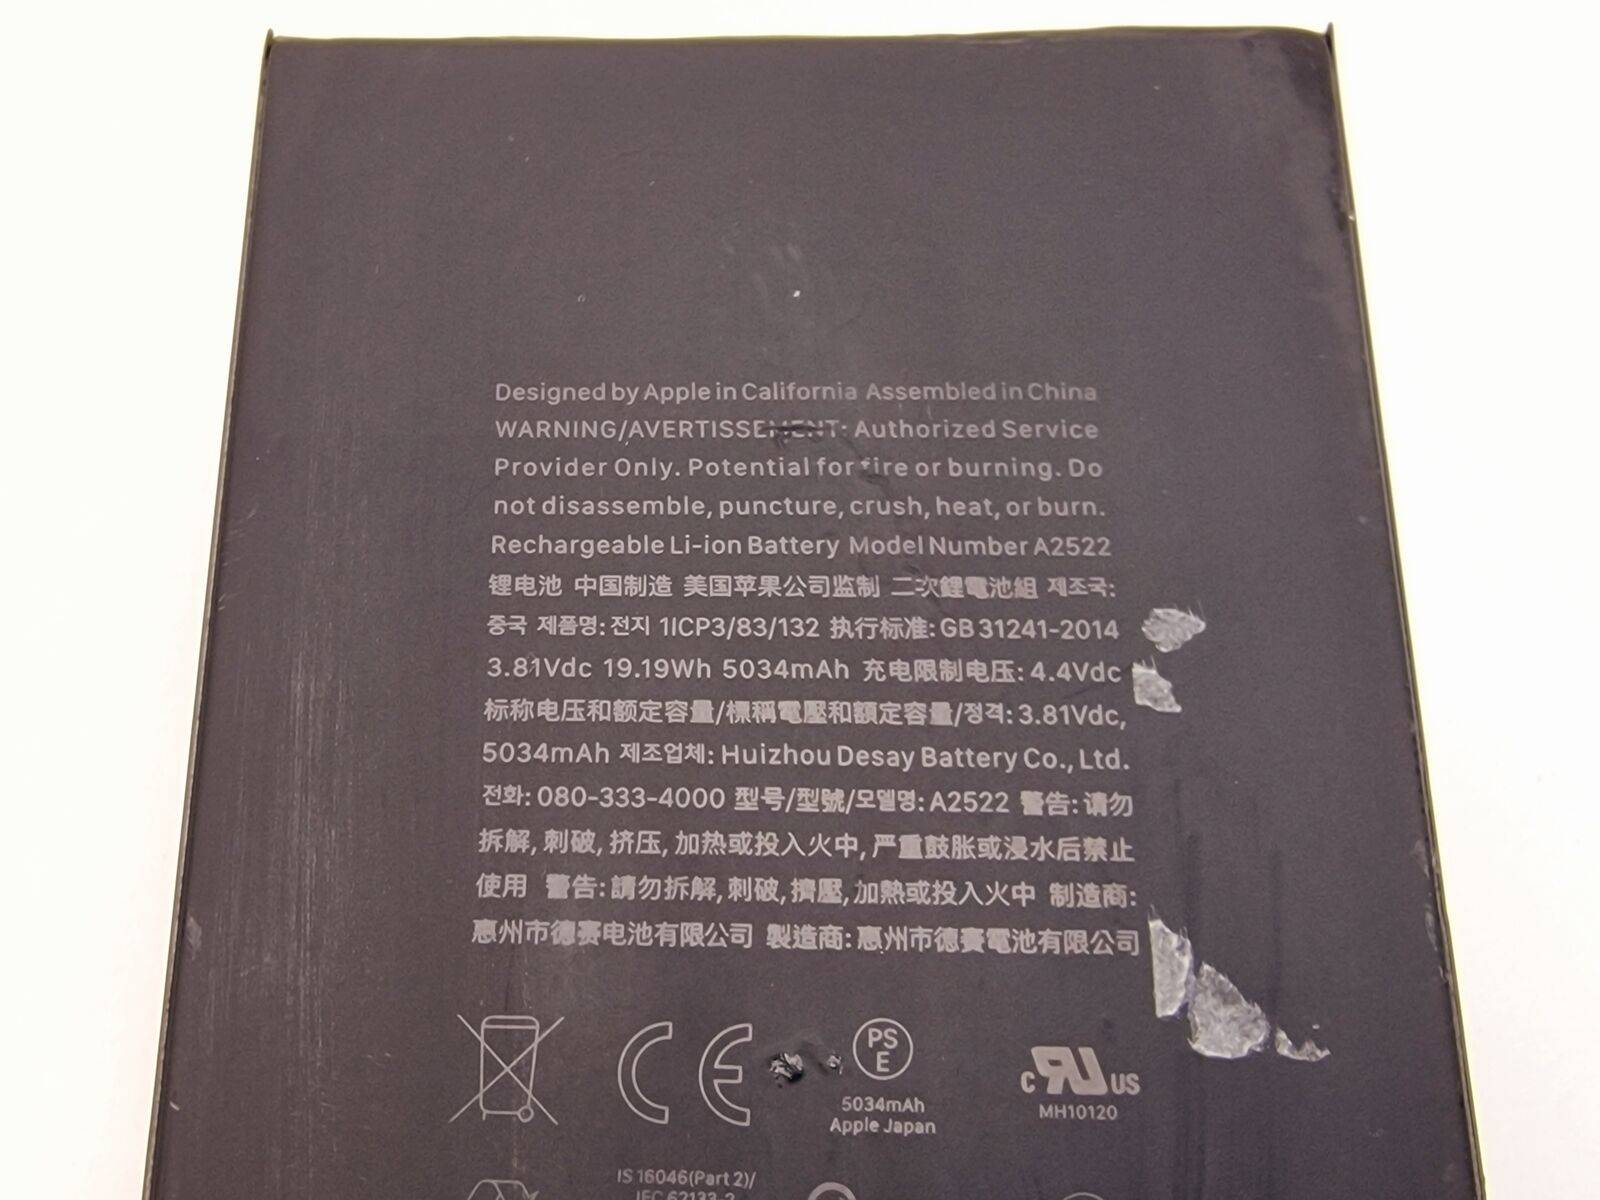 Designed by Apple in California Assembled in China
WARNING/AVERTISSEMENT: Authorized Service
Provider Only. Potential for fire or burning. Do
not disassemble, puncture, crush, heat, or burn.
Rechargeable Li-ion Battery Model Number A2522
锂电池 中国制造 美国苹果公司监制 二次鋰電池組 제조국:
중국 제품명: 전지 1ICP3/83/132 执行标准: GB 31241-2014
3.81Vdc 19.19Wh 5034mAh 充电限制电压: 4.4Vdc
标称电压和额定容量/標稱電壓和額定容量/정격: 3.81Vdc,
5034mAh 제조업체: Huizhou Desay Battery Co., Ltd.
전화: 080-333-4000 型号/型號/모델명: A2522 警告: 请勿
拆解, 刺破, 挤压, 加热或投入火中, 严重鼓胀或浸水后禁止
使用 警告: 請勿拆解, 刺破, 擠壓, 加熱或投入火中 制造商:
惠州市德赛电池有限公司 製造商: 惠州市德賽電池有限公司
CE
PS
E
5034mAh
Apple Japan
c RU US
MH10120
IS 16046(Part 2)/
IEC 62133-2